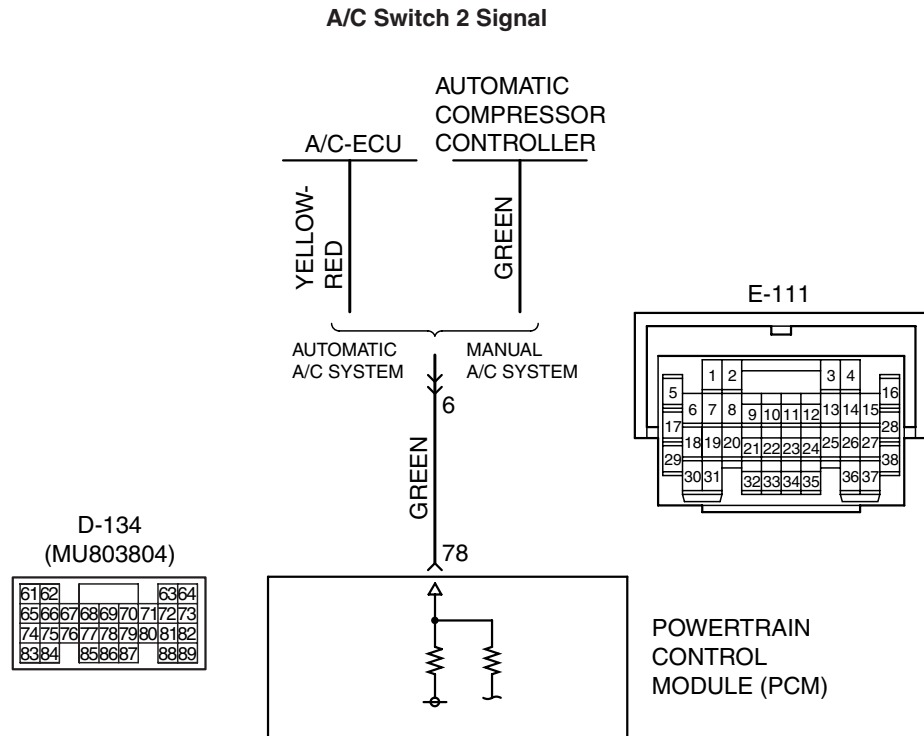 A/C Switch 2 Signal
AUTOMATIC
COMPRESSOR
CONTROLLER
A/C-ECU
YELLOW-
RED
GREEN
AUTOMATIC
A/C SYSTEM
MANUAL
A/C SYSTEM
6
GREEN
78
E-111
1 2 3 4
5 16
6 7 8 9 10 11 12 13 14 15
17 28
18 19 20 21 22 23 24 25 26 27
29 38
30 31 32 33 34 35 36 37
D-134
(MU803804)
61 62 63 64
65 66 67 68 69 70 71 72 73
74 75 76 77 78 79 80 81 82
83 84 85 86 87 88 89
POWERTRAIN
CONTROL
MODULE (PCM)